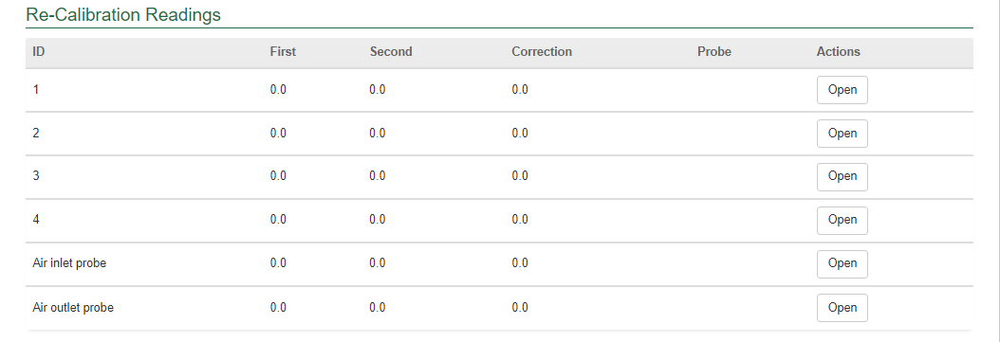 Re-Calibration Readings
ID First Second Correction Probe Actions
1 0.0 0.0 0.0 Open
2 0.0 0.0 0.0 Open
3 0.0 0.0 0.0 Open
4 0.0 0.0 0.0 Open
Air inlet probe 0.0 0.0 0.0 Open
Air outlet probe 0.0 0.0 0.0 Open